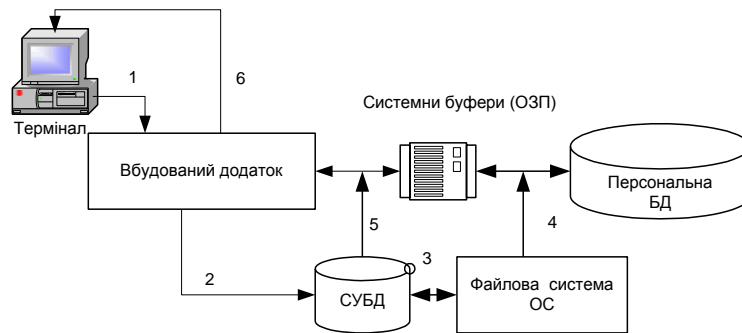 1
6
Системни буфери (ОЗП)
Термінал
Вбудований додаток
Персональна
БД
5
4
2
3
СУБД
Файлова система
ОС